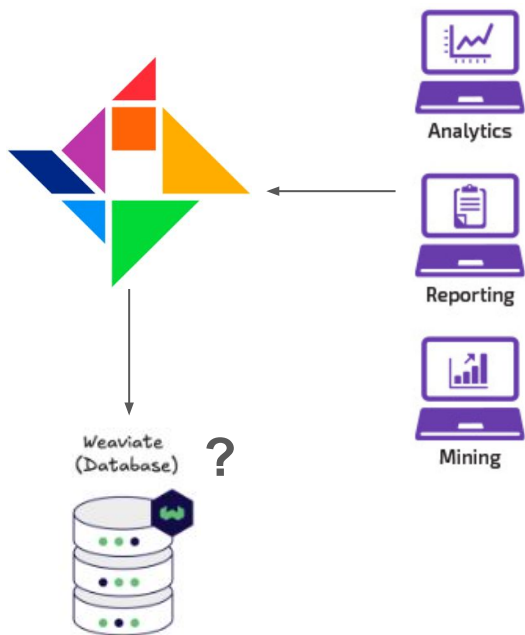 Analytics
Reporting
Mining
Weaviate
(Database)
?